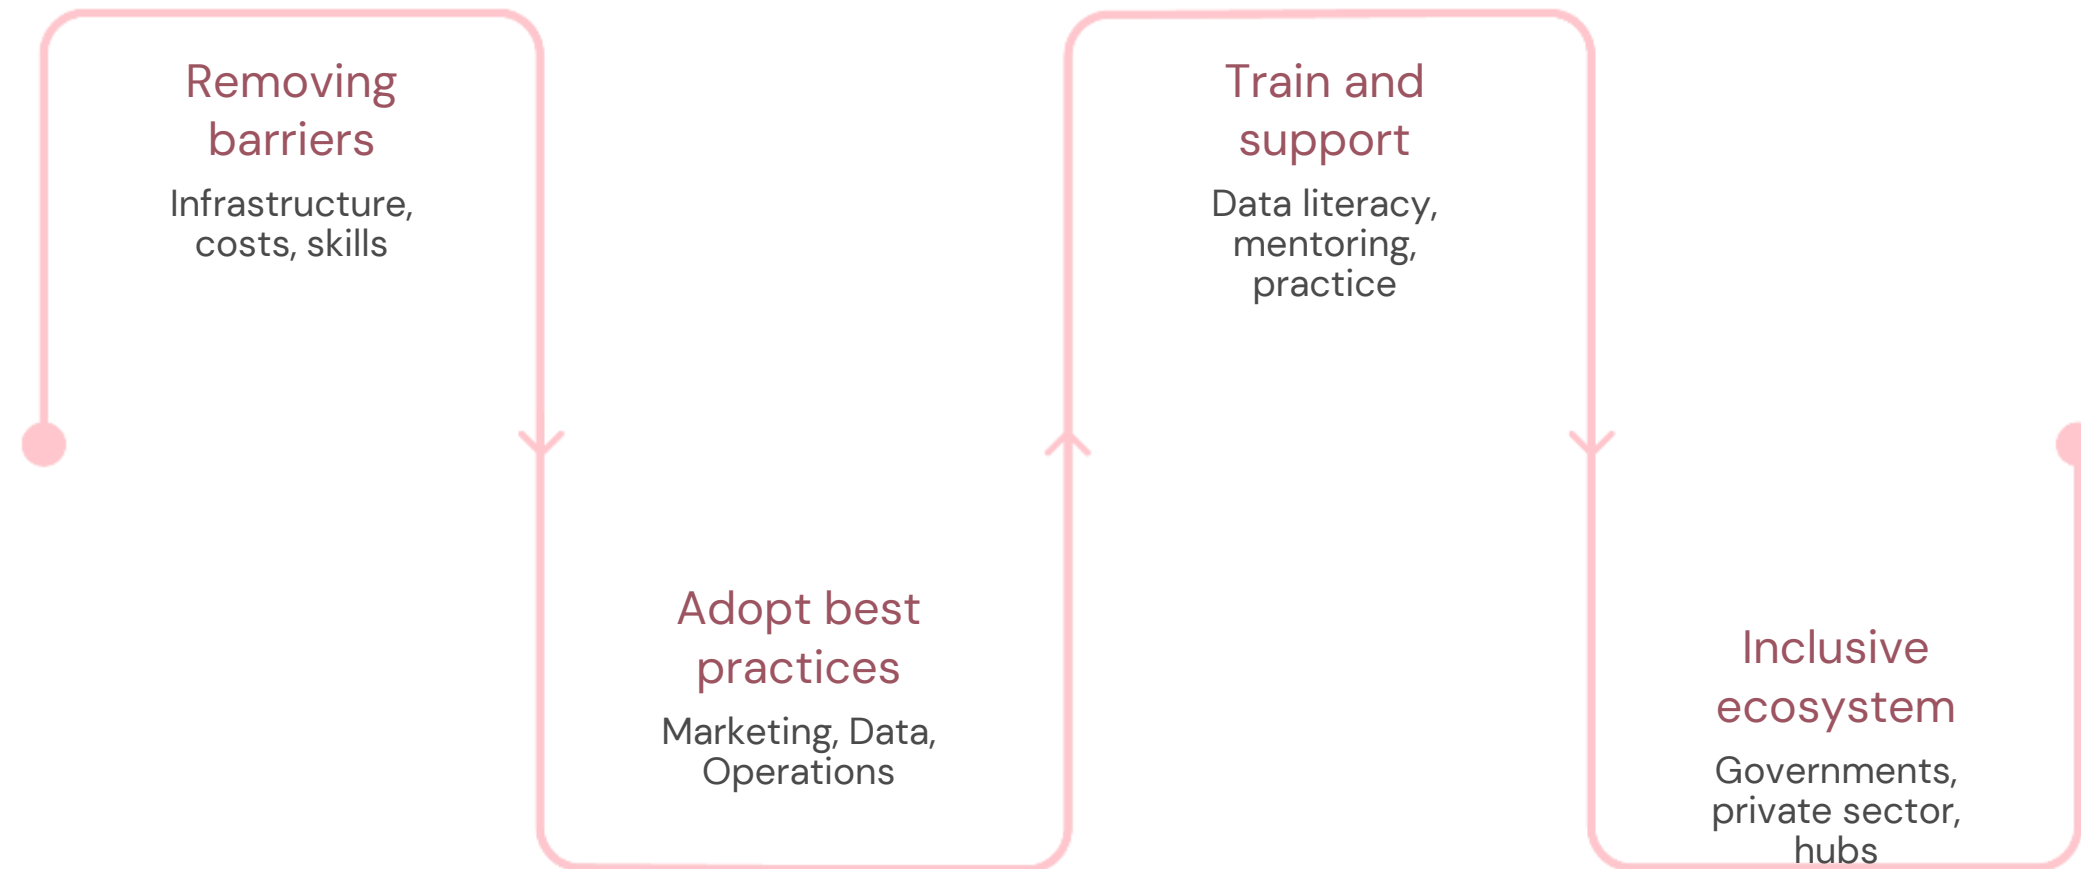 Removing
barriers
Infrastructure,
costs, skills
Adopt best
practices
Marketing, Data,
Operations
Train and
support
Data literacy,
mentoring,
practice
Inclusive
ecosystem
Governments,
private sector,
hubs